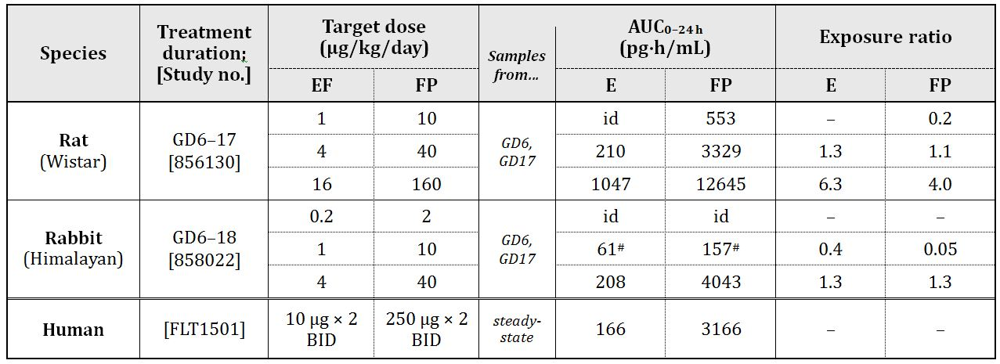 Species
Treatment
duration;
[Study no.]
Target dose
(µg/kg/day)
Samples
from...
AUC0–24 h
(pg·h/mL)
Exposure ratio
EF FP E FP E FP
Rat
(Wistar)
GD6–17
[856130]
1 10
GD6,
GD17
id 553 – 0.2
4 40 210 3329 1.3 1.1
16 160 1047 12645 6.3 4.0
Rabbit
(Himalayan)
GD6–18
[858022]
0.2 2
GD6,
GD17
id id – –
1 10 61# 157# 0.4 0.05
4 40 208 4043 1.3 1.3
Human
[FLT1501]
10 µg × 2
BID
250 µg × 2
BID
steady-
state
166 3166 – –